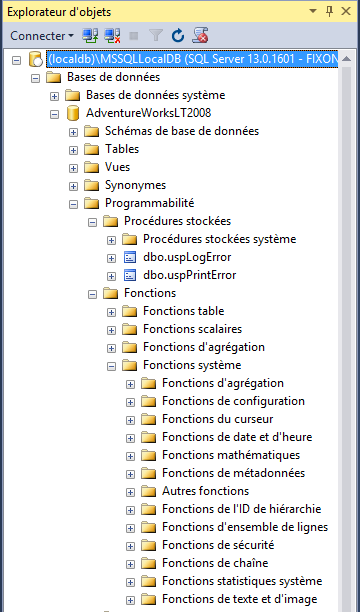 Explorateur d'objets
Connecter
(localdb)\MSSQLLocalDB (SQL Server 13.0.1601 - FIXON
Bases de données
Bases de données système
AdventureWorksLT2008
Schémas de base de données
Tables
Vues
Synonymes
Programmabilité
Procédures stockées
Procédures stockées système
dbo.uspLogError
dbo.uspPrintError
Fonctions
Fonctions table
Fonctions scalaires
Fonctions d'agrégation
Fonctions système
Fonctions d'agrégation
Fonctions de configuration
Fonctions du curseur
Fonctions de date et d'heure
Fonctions mathématiques
Fonctions de métadonnées
Autres fonctions
Fonctions de l'ID de hiérarchie
Fonctions d'ensemble de lignes
Fonctions de sécurité
Fonctions de chaîne
Fonctions statistiques système
Fonctions de texte et d'image